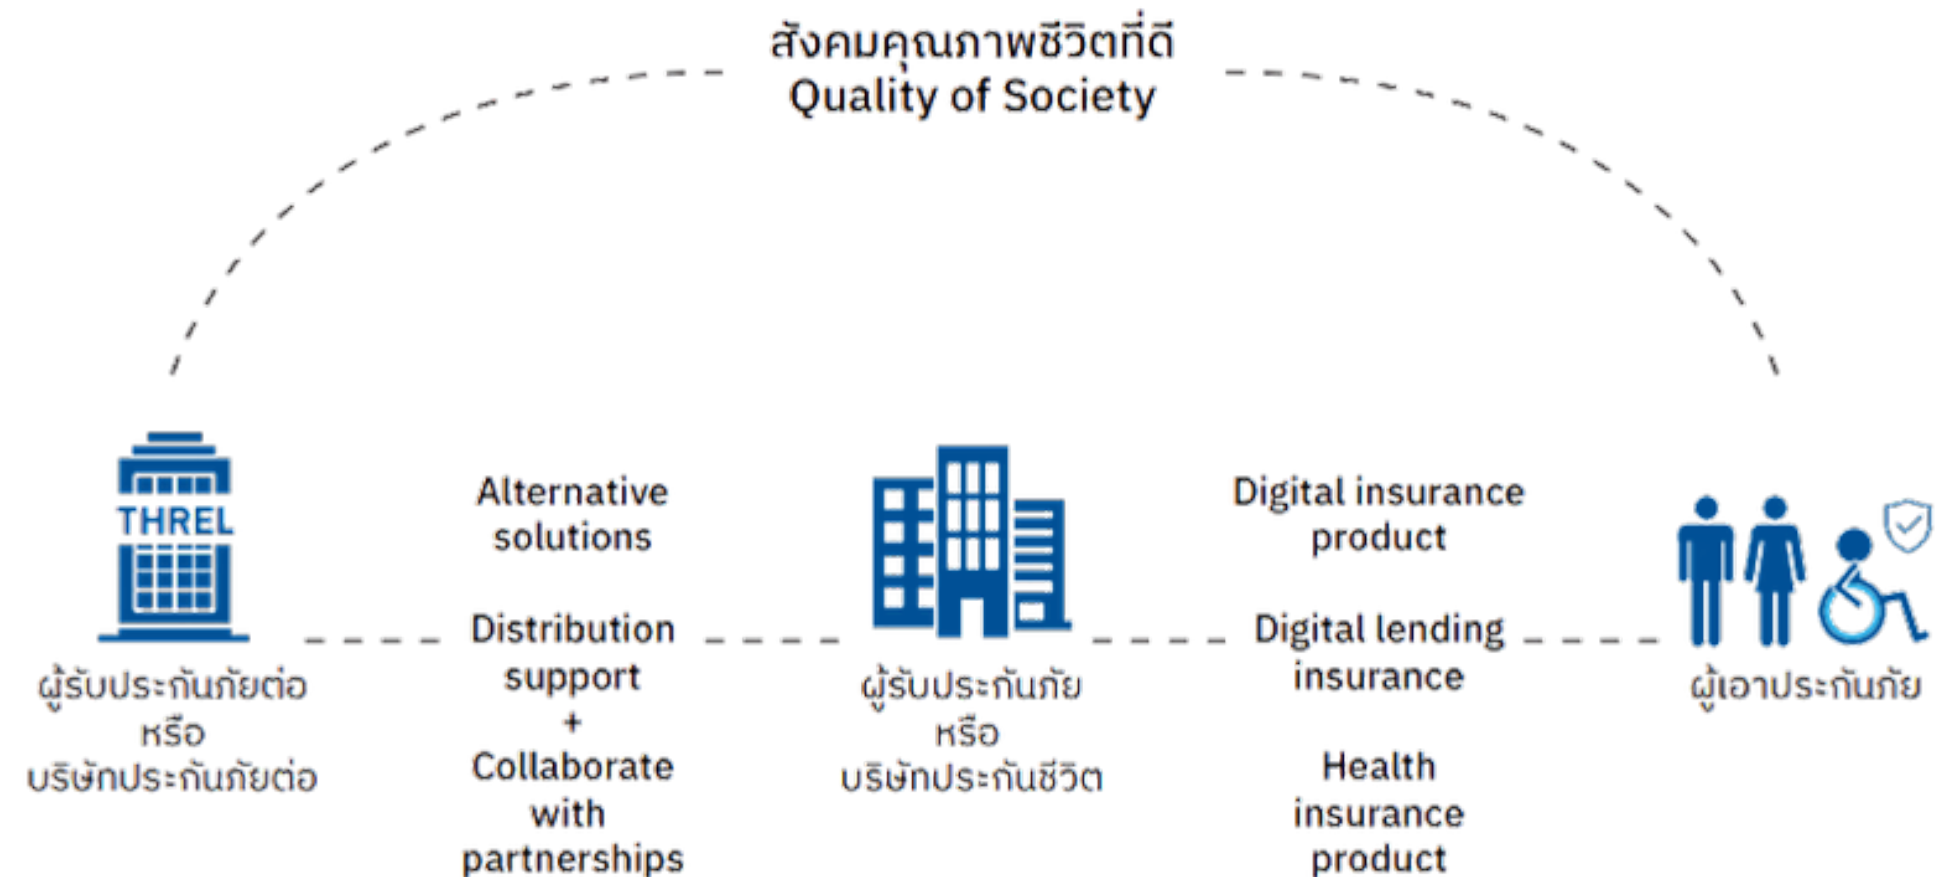 สังคมคุณภาพชีวิตที่ดี
Quality of Society
THREL
ผู้รับประกันภัยต่อ
หรือ
บริษัทประกันภัยต่อ
Alternative
solutions
Distribution
support
+
Collaborate
with
partnerships
ผู้รับประกันภัย
หรือ
บริษัทประกันชีวิต
Digital insurance
product
Digital lending
insurance
Health
insurance
product
ผู้เอาประกันภัย